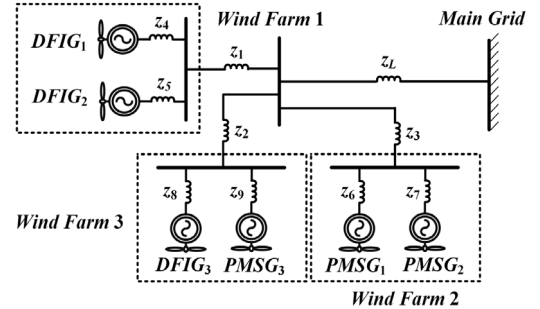 Wind Farm 1
Main Grid
DFIG1
z4
z1
zL
DFIG2
z5
z2
z3
z8
z9
z6
z7
Wind Farm 3
DFIG3
PMSG3
PMSG1
PMSG2
Wind Farm 2